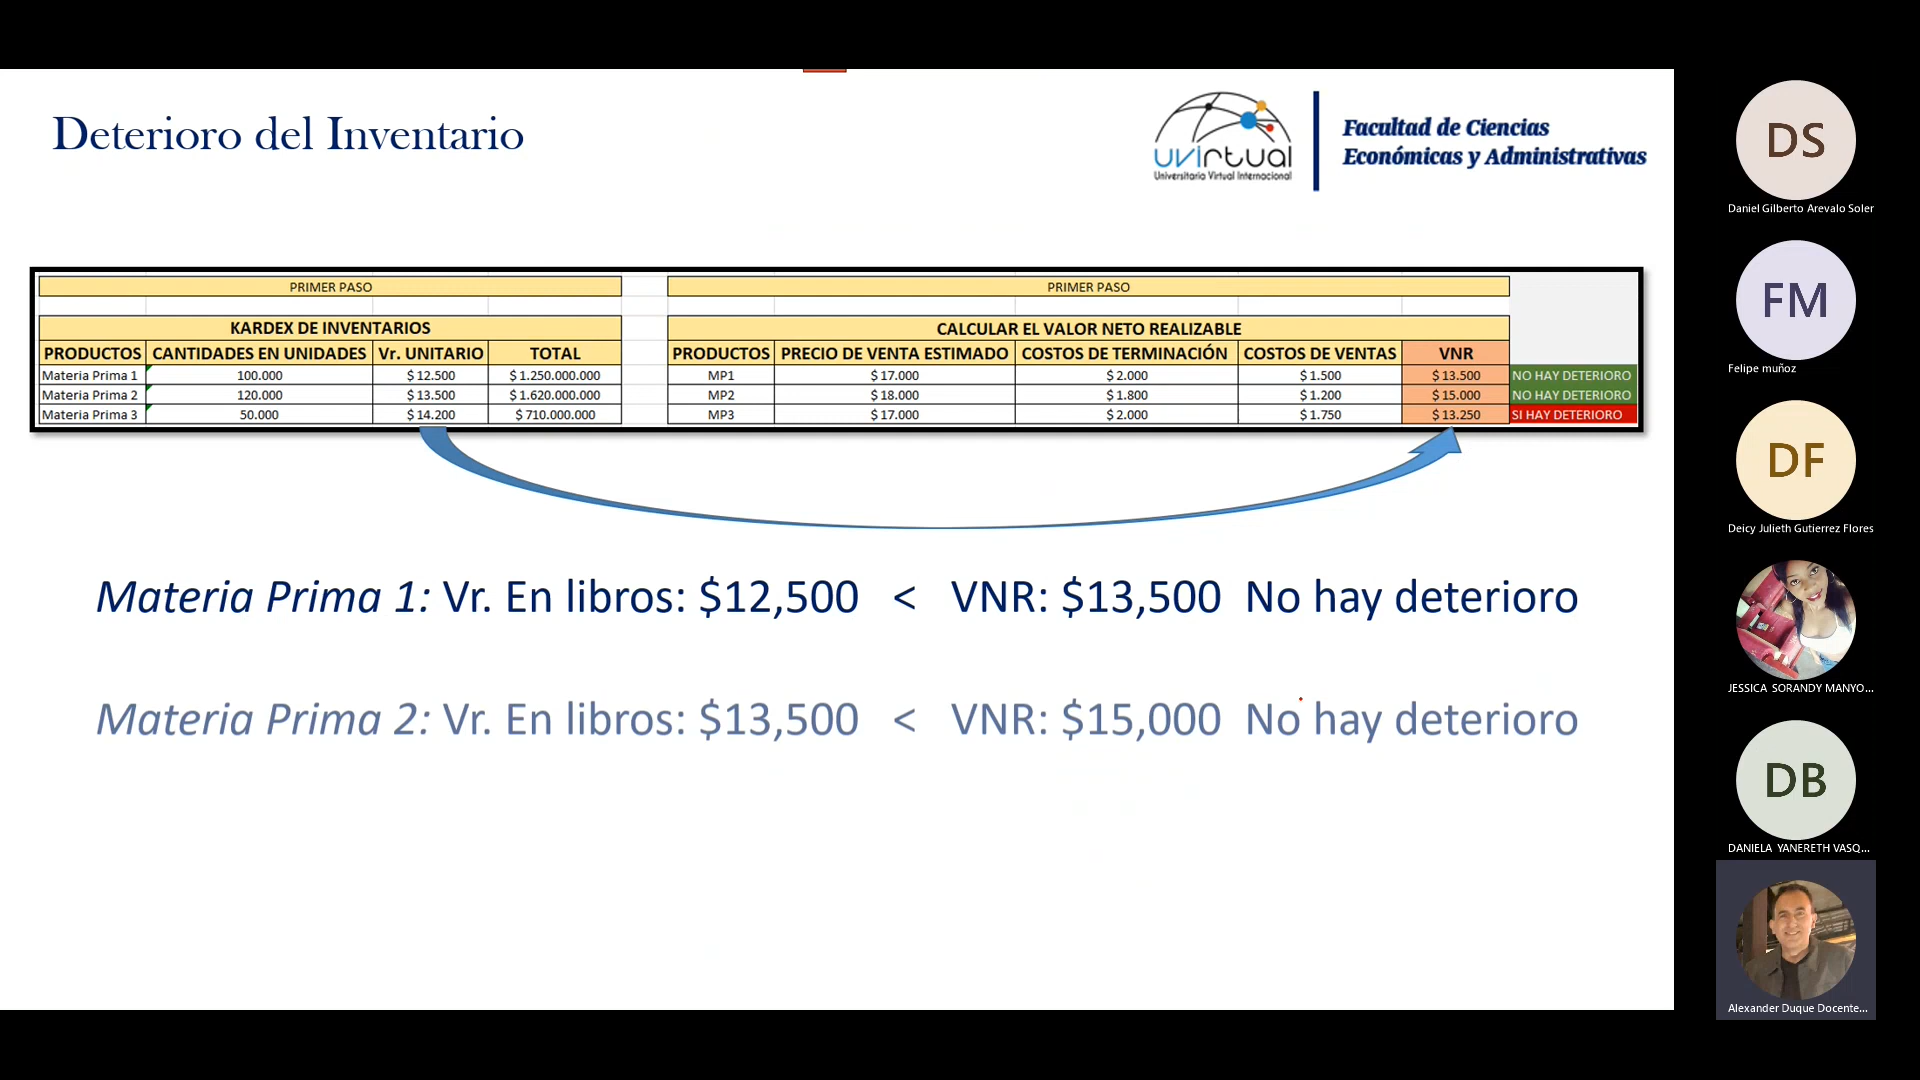 Deterioro del Inventario
uvirtual
Universitaria Virtual Internacional
Facultad de Ciencias
Económicas y Administrativas
PRIMER PASO
KARDEX DE INVENTARIOS
PRODUCTOS CANTIDADES EN UNIDADES Vr. UNITARIO TOTAL
Materia Prima 1 100.000 $ 12.500 $ 1.250.000.000
Materia Prima 2 120.000 $ 13.500 $ 1.620.000.000
Materia Prima 3 50.000 $ 14.200 $ 710.000.000
PRIMER PASO
CALCULAR EL VALOR NETO REALIZABLE
PRODUCTOS PRECIO DE VENTA ESTIMADO COSTOS DE TERMINACIÓN COSTOS DE VENTAS VNR
MP1 $ 17.000 $ 2.000 $ 1.500 $ 13.500 NO HAY DETERIORO
MP2 $ 18.000 $ 1.800 $ 1.200 $ 15.000 NO HAY DETERIORO
MP3 $ 17.000 $ 2.000 $ 1.750 $ 13.250 SI HAY DETERIORO
Materia Prima 1: Vr. En libros: $12,500 < VNR: $13,500 No hay deterioro
Materia Prima 2: Vr. En libros: $13,500 < VNR: $15,000 No hay deterioro
DS
Daniel Gilberto Arevalo Soler
FM
Felipe muñoz
DF
Deicy Julieth Gutierrez Flores
JESSICA SORANDY MANYO...
DB
DANIELA YANERETH VASQ...
Alexander Duque Docente...